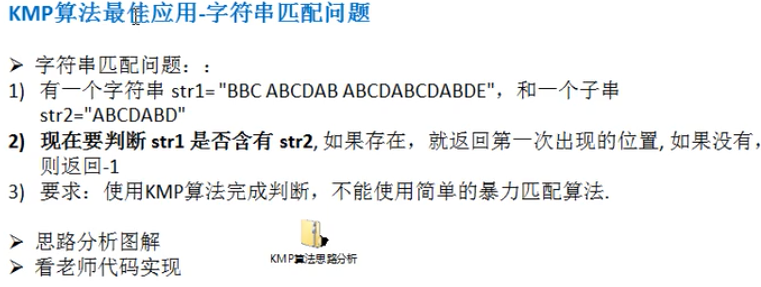 KMP算法最佳应用-字符串匹配问题
➢ 字符串匹配问题：：
1) 有一个字符串 str1= "BBC ABCDAB ABCDABCDABDE"，和一个子串
str2="ABCDABD"
2) 现在要判断 str1 是否含有 str2, 如果存在，就返回第一次出现的位置, 如果没有，
则返回-1
3) 要求：使用KMP算法完成判断，不能使用简单的暴力匹配算法.
➢ 思路分析图解
KMP算法思路分析
➢ 看老师代码实现